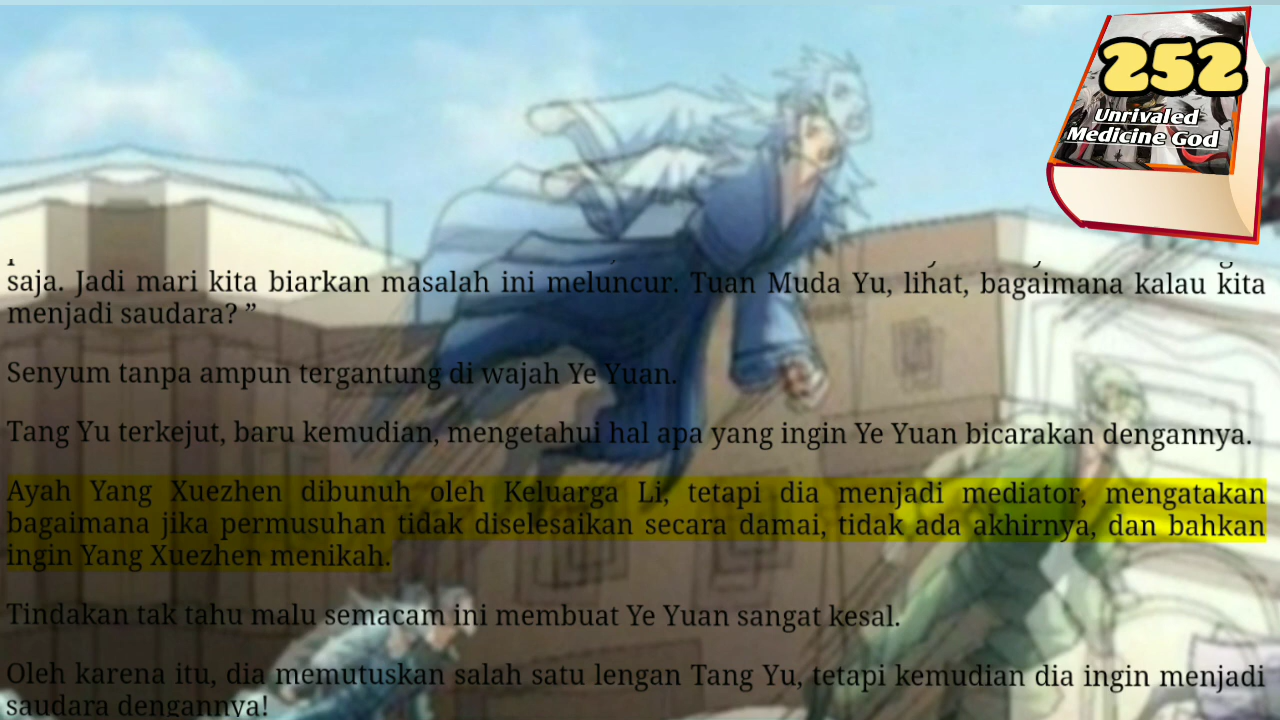 252
Unrivaled
Medicine God
saja. Jadi mari kita biarkan masalah ini meluncur. Tuan Muda Yu, lihat, bagaimana kalau kita
menjadi saudara? ”
Senyum tanpa ampun tergantung di wajah Ye Yuan.
Tang Yu terkejut, baru kemudian, mengetahui hal apa yang ingin Ye Yuan bicarakan dengannya.
Ayah Yang Xuezhen dibunuh oleh Keluarga Li, tetapi dia menjadi mediator, mengatakan
bagaimana jika permusuhan tidak diselesaikan secara damai, tidak ada akhirnya, dan bahkan
ingin Yang Xuezhen menikah.
Tindakan tak tahu malu semacam ini membuat Ye Yuan sangat kesal.
Oleh karena itu, dia memutuskan salah satu lengan Tang Yu, tetapi kemudian dia ingin menjadi
saudara dengannya!